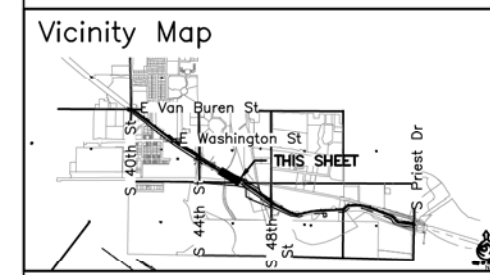 Vicinity Map
E Van Buren St
E Washington St
THIS SHEET
S 40th St
S 44th St
S 48th St
S Priest Dr